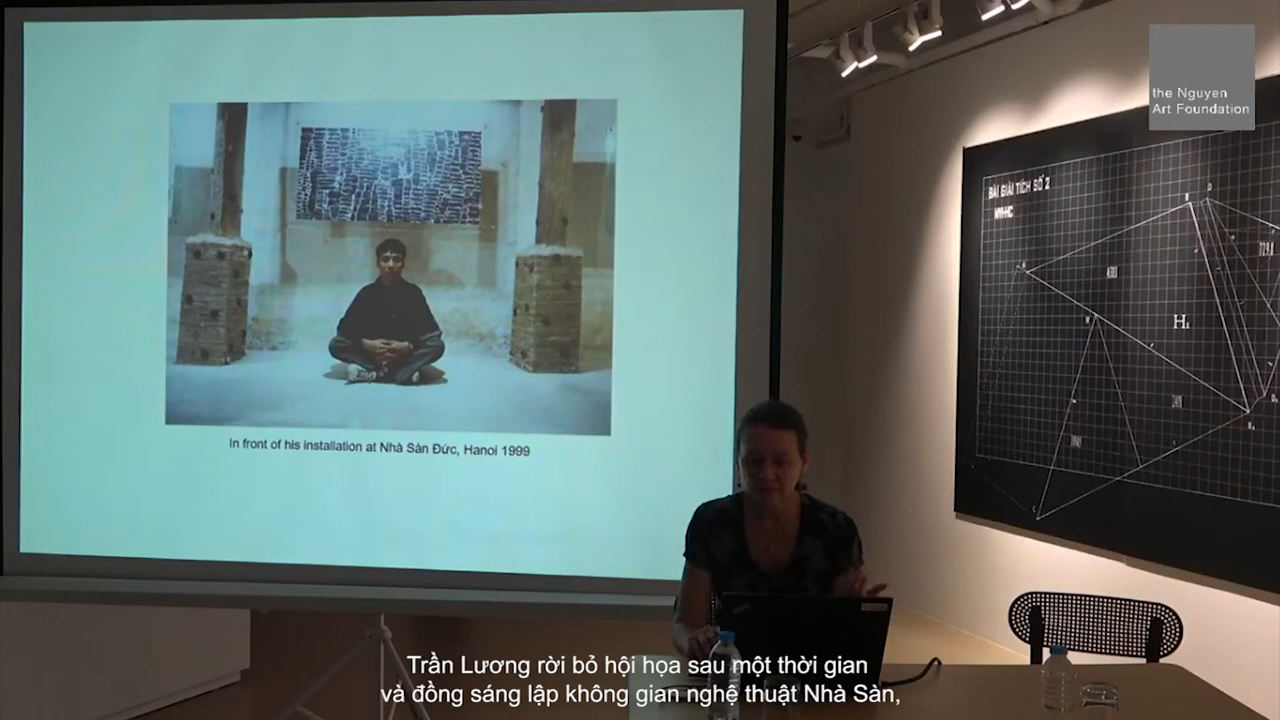 the Nguyen
Art Foundation
BÀI GIẢI TÍCH SỐ 2
In front of his installation at Nhà Sàn Đức, Hanoi 1999
Trần Lương rời bỏ hội họa sau một thời gian
và đồng sáng lập không gian nghệ thuật Nhà Sàn,